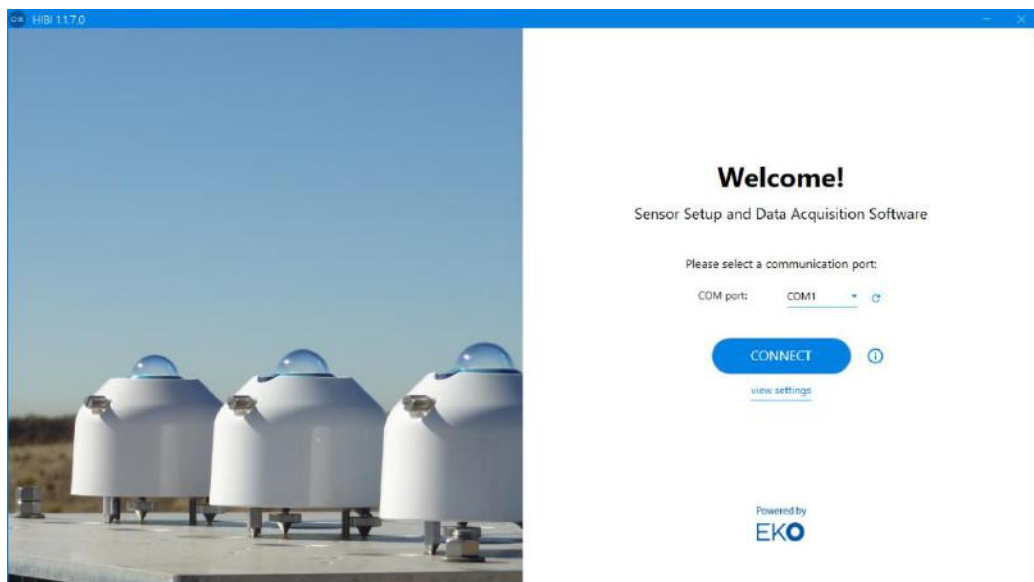 HIBI 1.1.7.0
Welcome!
Sensor Setup and Data Acquisition Software
Please select a communication port:
COM port: COM1
CONNECT
view settings
Powered by
EKO